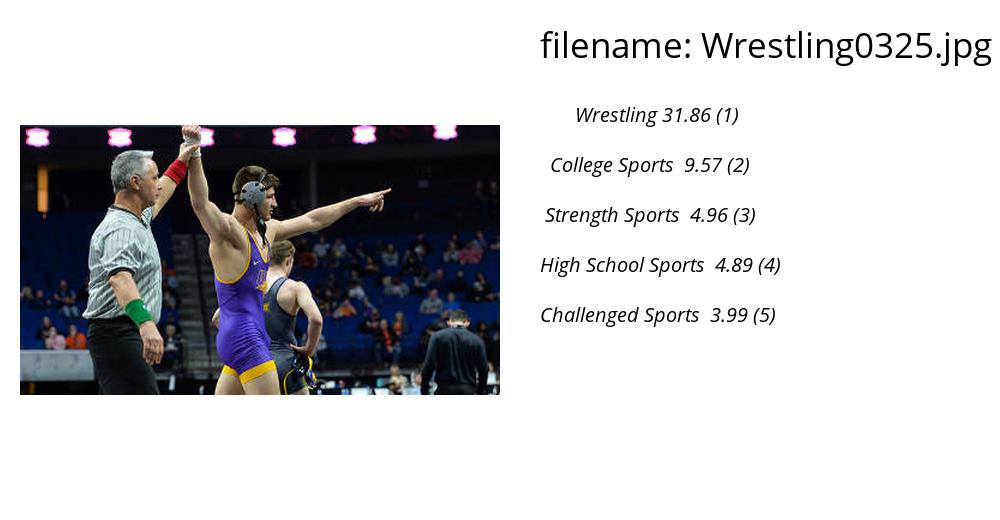 filename: Wrestling0325.jpg
Wrestling 31.86 (1)
College Sports 9.57 (2)
Strength Sports 4.96 (3)
High School Sports 4.89 (4)
Challenged Sports 3.99 (5)